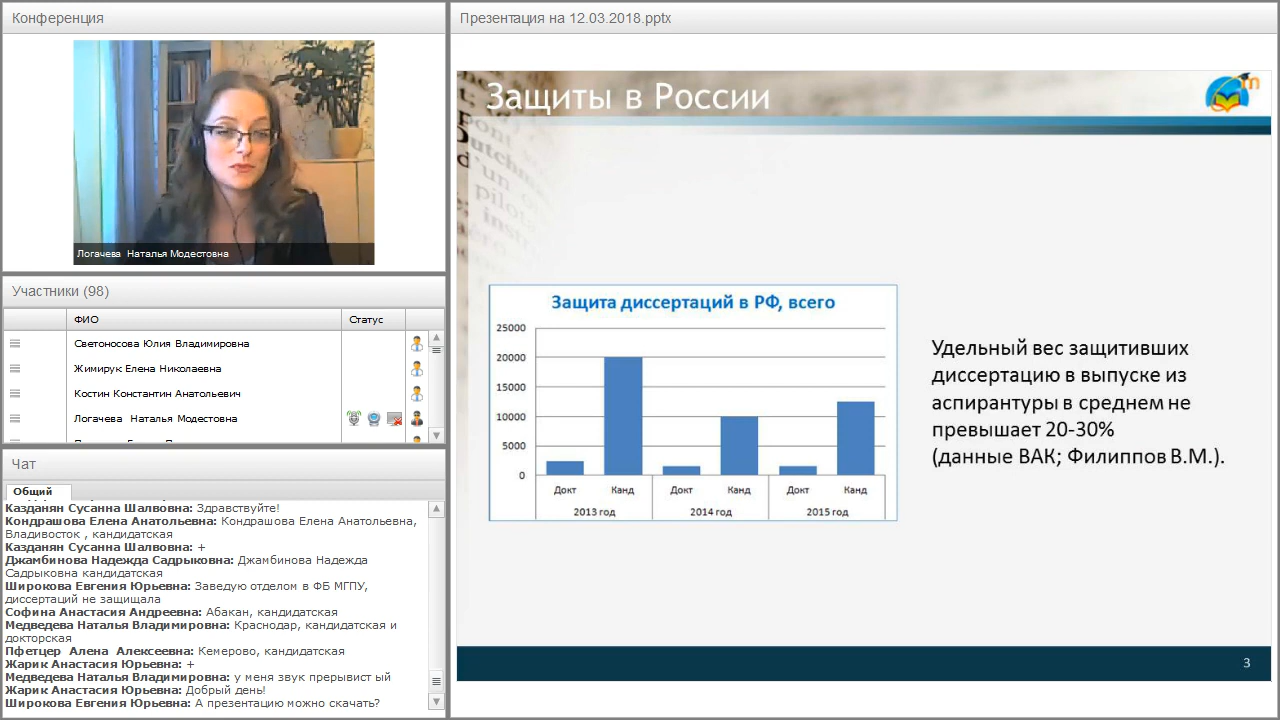 Конференция
Логачева Наталья Модестовна
Участники (98)
ФИО
Статус
Светоносова Юлия Владимировна
Жимирук Елена Николаевна
Костин Константин Анатольевич
Логачева Наталья Модестовна
Чат
Общий
Казданян Сусанна Шалвовна: Здравствуйте!
Кондрашова Елена Анатольевна: Кондрашова Елена Анатольевна,
Владивосток , кандидатская
Казданян Сусанна Шалвовна: +
Джамбинова Надежда Садрыковна: Джамбинова Надежда
Садрыковна кандидатская
Широкова Евгения Юрьевна: Заведую отделом в ФБ МГПУ,
диссертаций не защищала
Софина Анастасия Андреевна: Абакан, кандидатская
Медведева Наталья Владимировна: Краснодар, кандидатская и
докторская
Пфетцер Алена Алексеевна: Кемерово, кандидатская
Жарик Анастасия Юрьевна: +
Медведева Наталья Владимировна: у меня звук прерывист ый
Жарик Анастасия Юрьевна: Добрый день!
Широкова Евгения Юрьевна: А презентацию можно скачать?
Презентация на 12.03.2018.pptx
Защиты в России
Dutchm
d'un
pilot
Защита диссертаций в РФ, всего
25000
20000
15000
10000
5000
0
Докт Канд Докт Канд Докт Канд
2013 год 2014 год 2015 год
Удельный вес защитивших
диссертацию в выпуске из
аспирантуры в среднем не
превышает 20-30%
(данные ВАК; Филиппов В.М.).
3